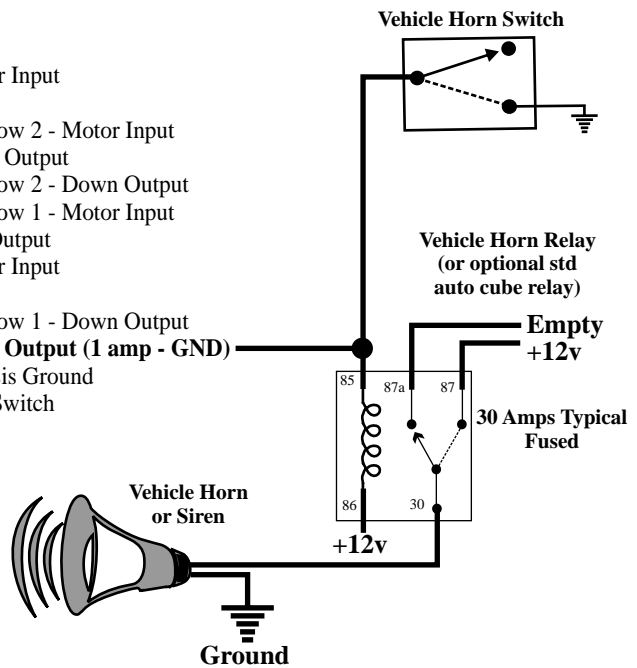 Vehicle Horn Switch
r Input
ow 2 - Motor Input
Output
ow 2 - Down Output
ow 1 - Motor Input
Output
r Input
ow 1 - Down Output
Output (1 amp - GND)
is Ground
Switch
Vehicle Horn Relay
(or optional std
auto cube relay)
Empty
+12v
85
87a
87
30 Amps Typical
Fused
86
30
+12v
Vehicle Horn
or Siren
Ground